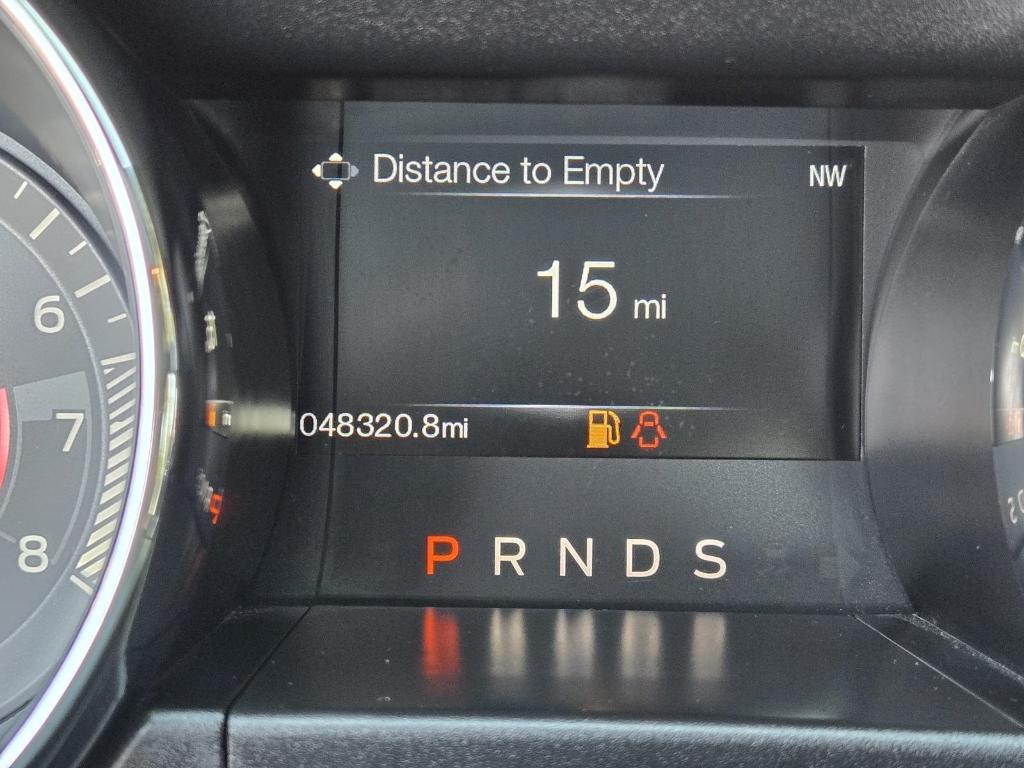 Distance to Empty NW
15 mi
048320.8mi
P R N D S
6
7
8